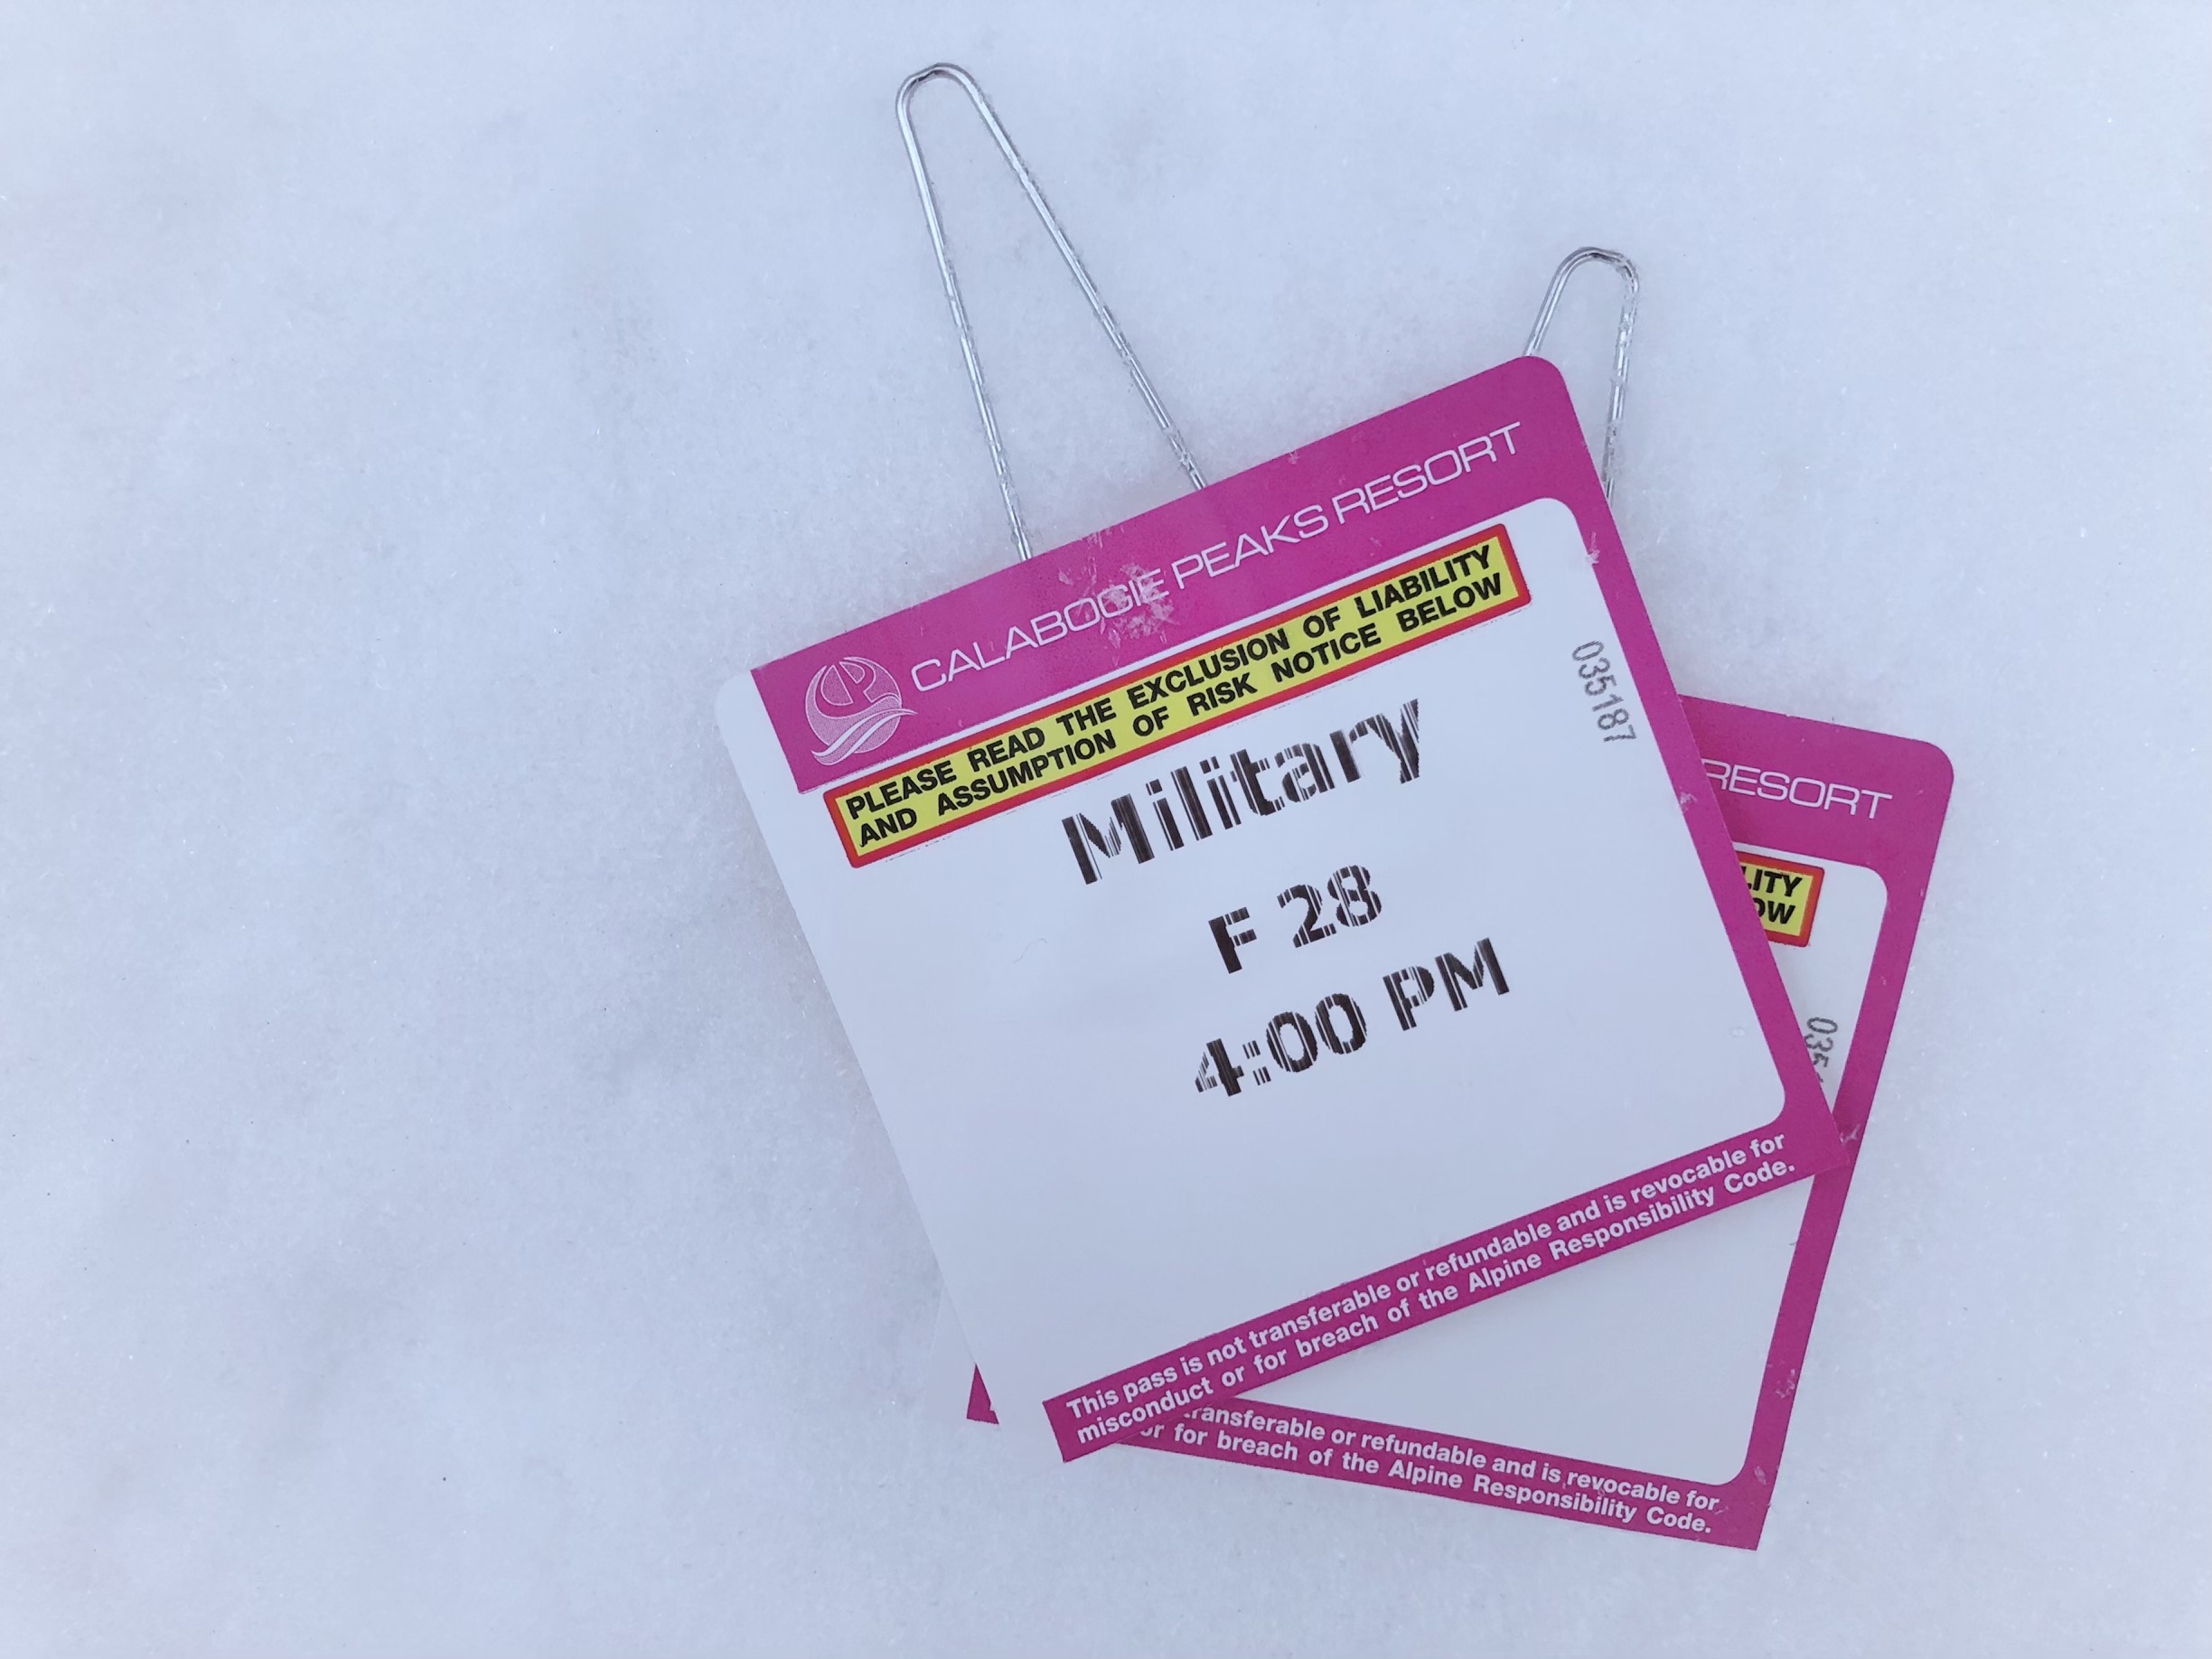 CALABOGIE PEAKS RESORT
PLEASE READ THE EXCLUSION OF LIABILITY
AND ASSUMPTION OF RISK NOTICE BELOW
035187
Military
F 28
4:00 PM
This pass is not transferable or refundable and is revocable for
misconduct or for breach of the Alpine Responsibility Code.
RESORT
LITY
OW
035
transferable or refundable and is revocable for
or for breach of the Alpine Responsibility Code.